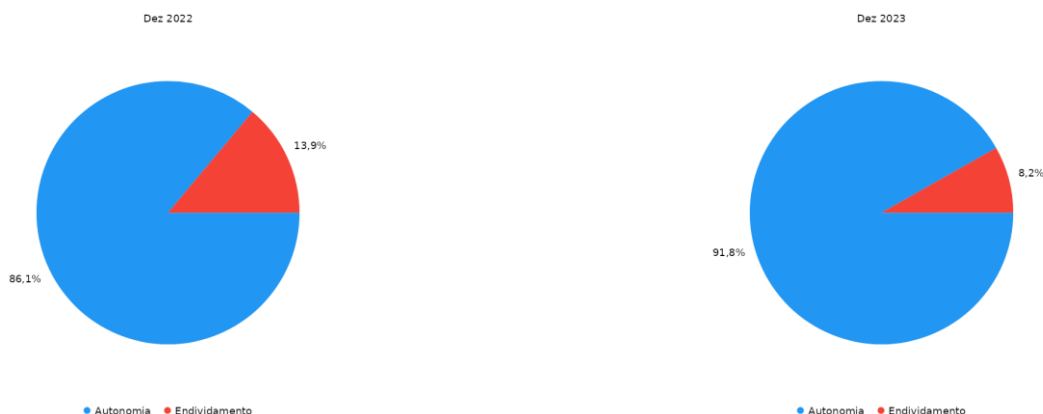 Dez 2022
13,9%
86,1%
Autonomia Endividamento
Dez 2023
8,2%
91,8%
Autonomia Endividamento